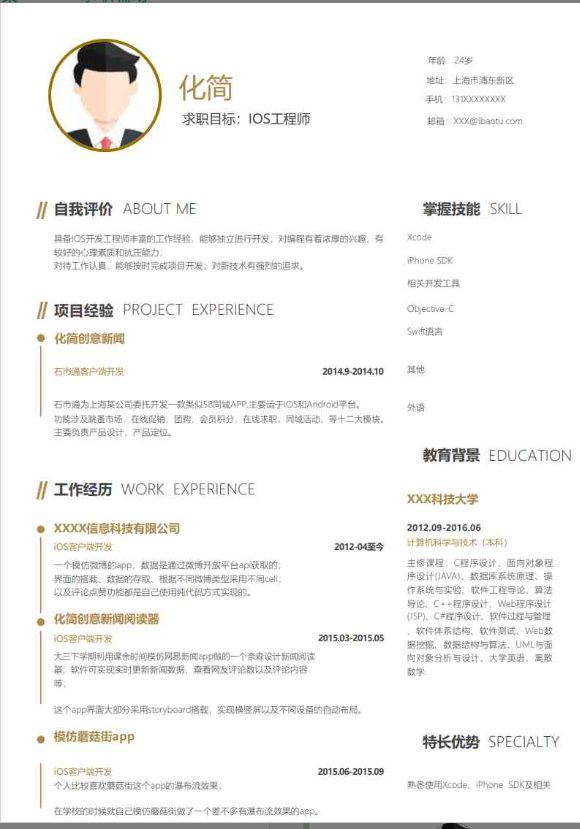 化简
求职目标：IOS工程师
年龄：24岁
地址：上海市浦东新区
手机：131XXXXXXXX
邮箱：XXX@ibaotu.com
自我评价 ABOUT ME
具备iOS开发工程师丰富的工作经验，能够独立进行开发；对编程有着浓厚的兴趣，有
较好的心理素质和抗压能力；
对待工作认真，能够按时完成项目开发，对新技术有强烈的追求。
项目经验 PROJECT EXPERIENCE
化简创意新闻
石市通客户端开发 2014.9-2014.10
石市通为上海某公司委托开发一款类似58同城APP,主要运于iOS和Android平台。
功能涉及跳蚤市场，在线促销，团购，会员积分，在线求职，同城活动，等十二大模块。
主要负责产品设计，产品定位。
工作经历 WORK EXPERIENCE
XXXX信息科技有限公司
iOS客户端开发 2012-04至今
一个模仿微博的app，数据是通过微博开放平台api获取的；
界面的搭载、数据的存取、根据不同微博类型采用不同cell；
以及评论点赞功能都是自己使用纯代码方式实现的。
化简创意新闻阅读器
iOS客户端开发 2015.03-2015.05
大三下学期利用课余时间模仿网易新闻app做的一个奈森设计新闻阅读
器；软件可实现实时更新新闻数据，查看网友评论数以及评论内容
等；
这个app界面大部分采用storyboard搭载，实现横竖屏以及不同设备的自动布局。
模仿蘑菇街app
iOS客户端开发 2015.06-2015.09
个人比较喜欢蘑菇街这个app的瀑布流效果，
在学校的时候就自己模仿蘑菇街做了一个差不多有瀑布流效果的app。
掌握技能 SKILL
Xcode
iPhone SDK
相关开发工具
Objective-C
Swift语言
其他
外语
教育背景 EDUCATION
XXX科技大学
2012.09-2016.06
计算机科学与技术（本科）
主修课程：C程序设计、面向对象程
序设计(JAVA)、数据库系统原理、操
作系统与实验、软件工程导论、算法
导论、C++程序设计、Web程序设计
(JSP)、C#程序设计、软件过程与管理
、软件体系结构、软件测试、Web数
据挖掘、数据结构与算法、UML与面
向对象分析与设计、大学英语、离散
数学.
特长优势 SPECIALTY
熟悉使用Xcode、iPhone SDK及相关